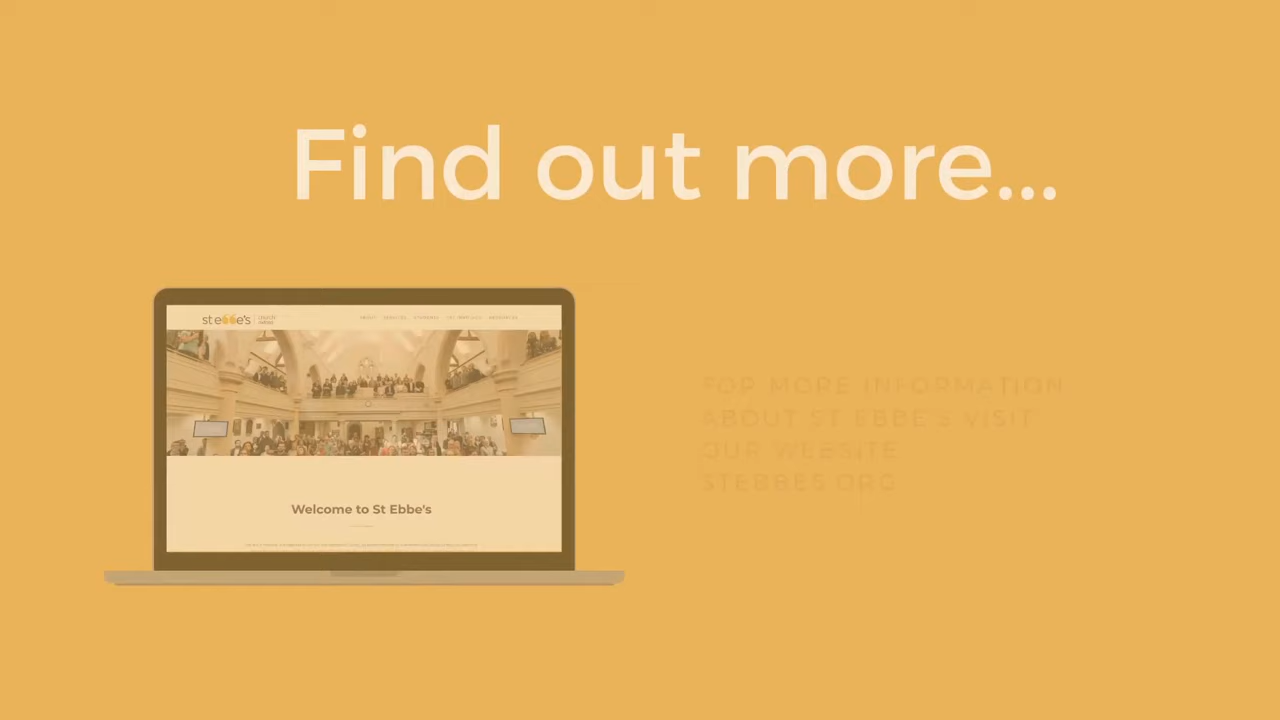 Find out more...
st ebbe's
Welcome to St Ebbe's
FOR MORE INFORMATION
ABOUT ST EBBE'S VISIT
OUR WEBSITE
STEBBES.ORG